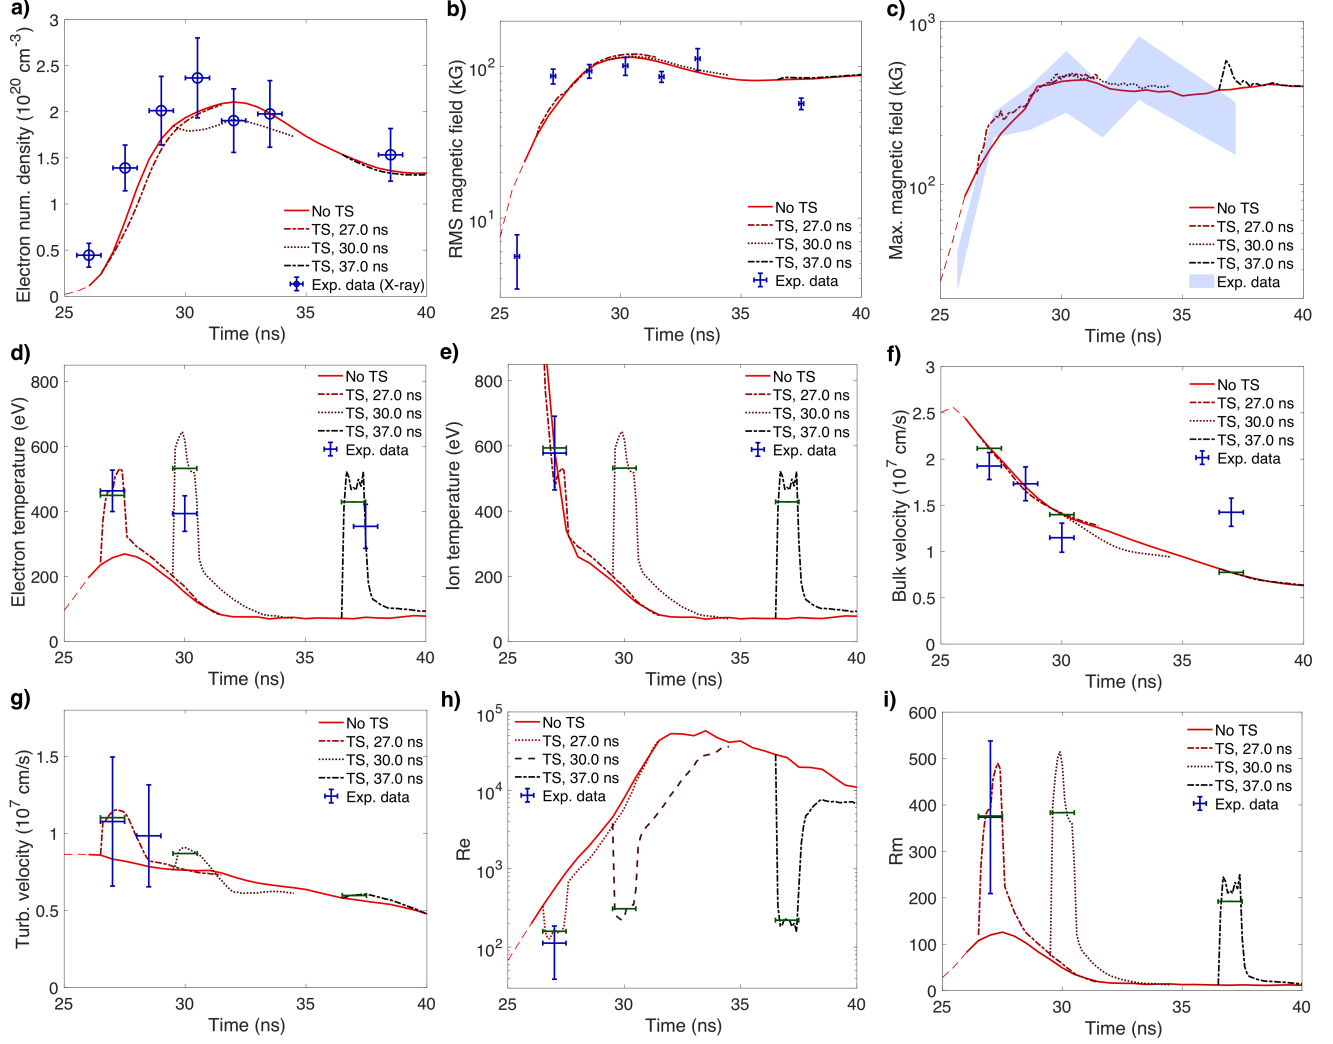 a)
Electron num. density (10^20 cm^-3)
3
2.5
2
1.5
1
0.5
0
25
30
35
40
Time (ns)
No TS
TS, 27.0 ns
TS, 30.0 ns
TS, 37.0 ns
Exp. data (X-ray)
b)
RMS magnetic field (kG)
10^2
10^1
25
30
35
40
Time (ns)
No TS
TS, 27.0 ns
TS, 30.0 ns
TS, 37.0 ns
Exp. data
c)
Max. magnetic field (kG)
10^3
10^2
25
30
35
40
Time (ns)
No TS
TS, 27.0 ns
TS, 30.0 ns
TS, 37.0 ns
Exp. data
d)
Electron temperature (eV)
800
600
400
200
0
25
30
35
40
Time (ns)
No TS
TS, 27.0 ns
TS, 30.0 ns
TS, 37.0 ns
Exp. data
e)
Ion temperature (eV)
800
600
400
200
0
25
30
35
40
Time (ns)
No TS
TS, 27.0 ns
TS, 30.0 ns
TS, 37.0 ns
Exp. data
f)
Bulk velocity (10^7 cm/s)
3
2.5
2
1.5
1
0.5
0
25
30
35
40
Time (ns)
No TS
TS, 27.0 ns
TS, 30.0 ns
TS, 37.0 ns
Exp. data
g)
Turb. velocity (10^7 cm/s)
1.5
1
0.5
0
25
30
35
40
Time (ns)
No TS
TS, 27.0 ns
TS, 30.0 ns
TS, 37.0 ns
Exp. data
h)
Re
10^5
10^4
10^3
10^2
25
30
35
40
Time (ns)
No TS
TS, 27.0 ns
TS, 30.0 ns
TS, 37.0 ns
Exp. data
i)
Rm
600
500
400
300
200
100
0
25
30
35
40
Time (ns)
No TS
TS, 27.0 ns
TS, 30.0 ns
TS, 37.0 ns
Exp. data